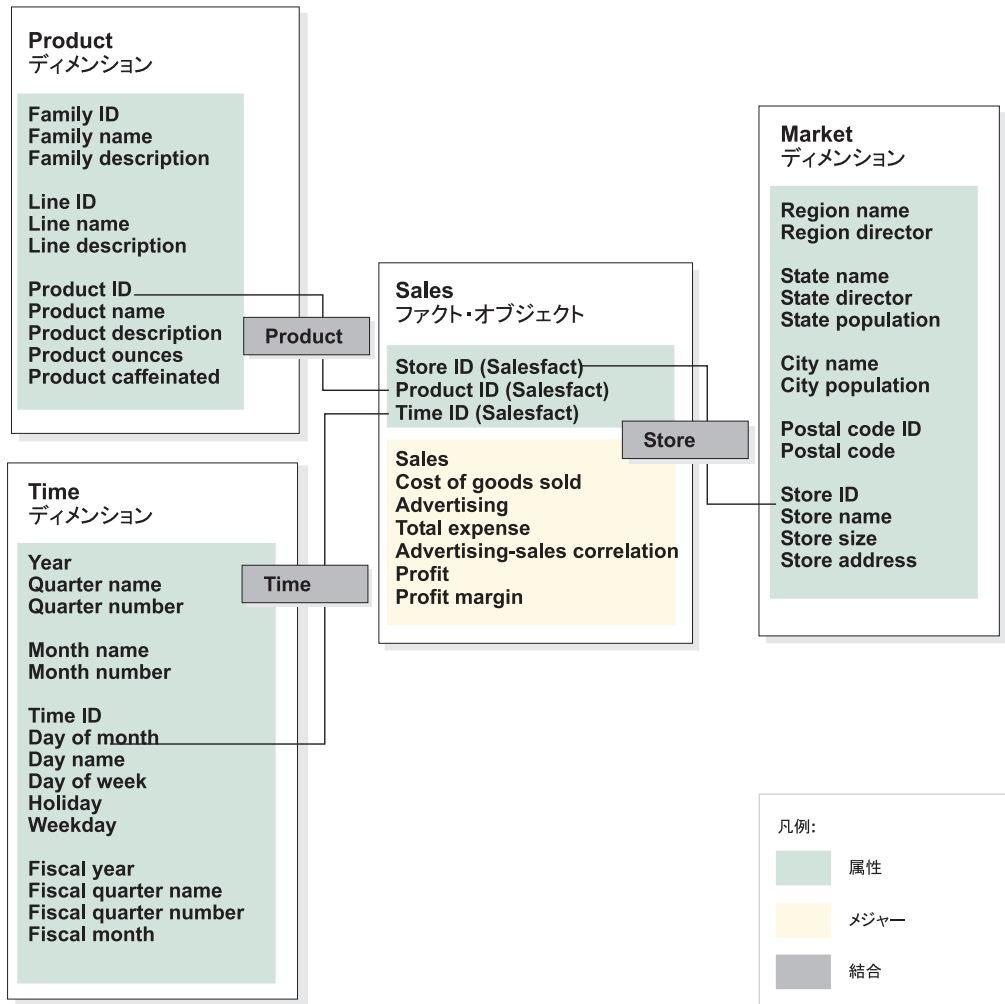 Product
ディメンション
Family ID
Family name
Family description
Line ID
Line name
Line description
Product ID
Product name
Product description
Product ounces
Product caffeinated
Product
Time
ディメンション
Year
Quarter name
Quarter number
Month name
Month number
Time ID
Day of month
Day name
Day of week
Holiday
Weekday
Fiscal year
Fiscal quarter name
Fiscal quarter number
Fiscal month
Time
Sales
ファクト・オブジェクト
Store ID (Salesfact)
Product ID (Salesfact)
Time ID (Salesfact)
Sales
Cost of goods sold
Advertising
Total expense
Advertising-sales correlation
Profit
Profit margin
Store
Market
ディメンション
Region name
Region director
State name
State director
State population
City name
City population
Postal code ID
Postal code
Store ID
Store name
Store size
Store address
凡例:
属性
メジャー
結合